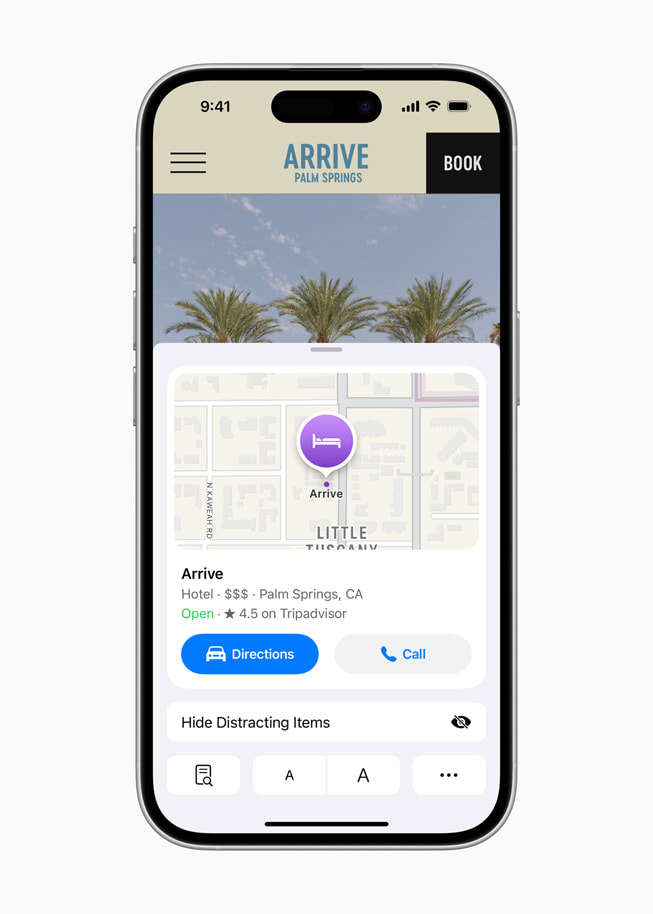 9:41
ARRIVE
PALM SPRINGS
BOOK
N KAWEAH RD
Arrive
LITTLE
TUSCANY
Arrive
Hotel · $$$ · Palm Springs, CA
Open · ★ 4.5 on Tripadvisor
Directions
Call
Hide Distracting Items
A
A